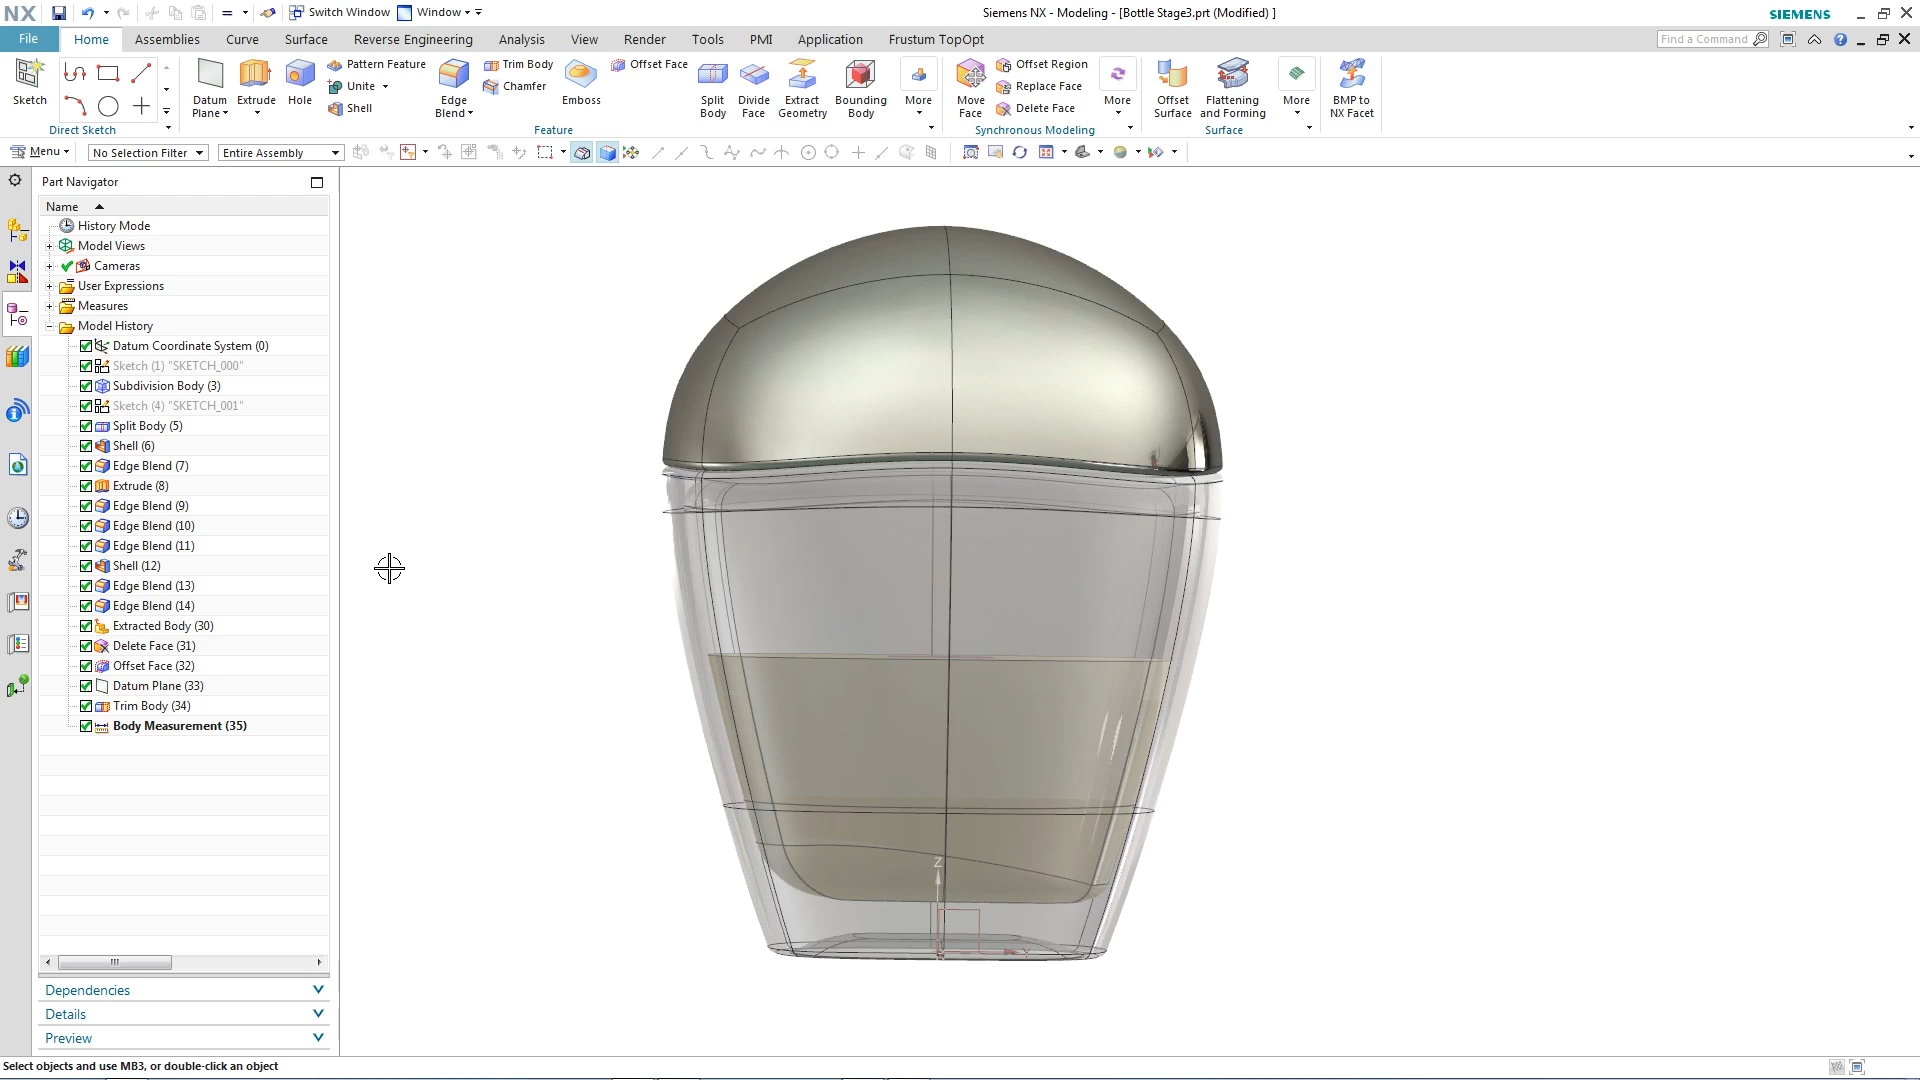 NX
Switch Window
Window
Siemens NX - Modeling - [Bottle Stage3.prt (Modified) ]
SIEMENS
File
Home
Assemblies
Curve
Surface
Reverse Engineering
Analysis
View
Render
Tools
PMI
Application
Frustum TopOpt
Find a Command
Sketch
Datum Plane
Extrude
Hole
Pattern Feature
Unite
Shell
Edge Blend
Trim Body
Chamfer
Emboss
Offset Face
Split Body
Divide Face
Extract Geometry
Bounding Body
More
Move Face
Offset Region
Replace Face
Delete Face
More
Offset Surface
Flattening and Forming
More
BMP to NX Facet
Direct Sketch
Feature
Synchronous Modeling
Surface
Menu
No Selection Filter
Entire Assembly
Part Navigator
Name
History Mode
Model Views
Cameras
User Expressions
Measures
Model History
Datum Coordinate System (0)
Sketch (1) "SKETCH_000"
Subdivision Body (3)
Sketch (4) "SKETCH_001"
Split Body (5)
Shell (6)
Edge Blend (7)
Extrude (8)
Edge Blend (9)
Edge Blend (10)
Edge Blend (11)
Shell (12)
Edge Blend (13)
Edge Blend (14)
Extracted Body (30)
Delete Face (31)
Offset Face (32)
Datum Plane (33)
Trim Body (34)
Body Measurement (35)
Z
Y
Dependencies
Details
Preview
Select objects and use MB3, or double-click an object